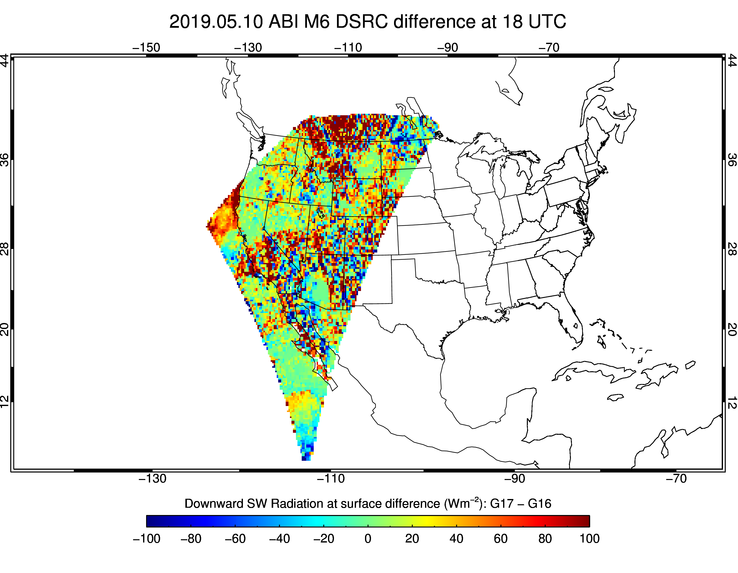 2019.05.10 ABI M6 DSRC difference at 18 UTC
−150 −130 −110 −90 −70
44 44
36 36
28 28
20 20
12 12
−130 −110 −90 −70
Downward SW Radiation at surface difference (Wm⁻²): G17 − G16
−100 −80 −60 −40 −20 0 20 40 60 80 100